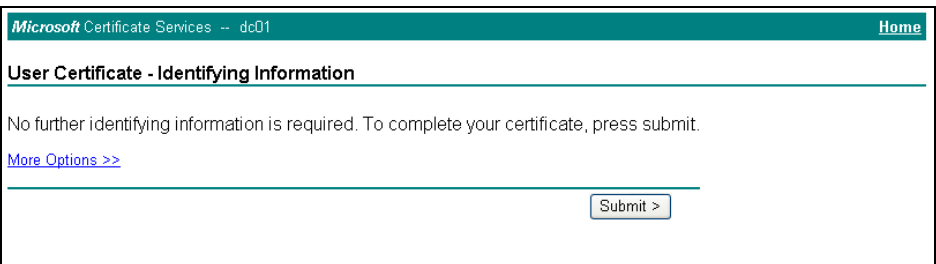 Microsoft Certificate Services -- dc01 Home
User Certificate - Identifying Information
No further identifying information is required. To complete your certificate, press submit.
More Options >>
Submit >